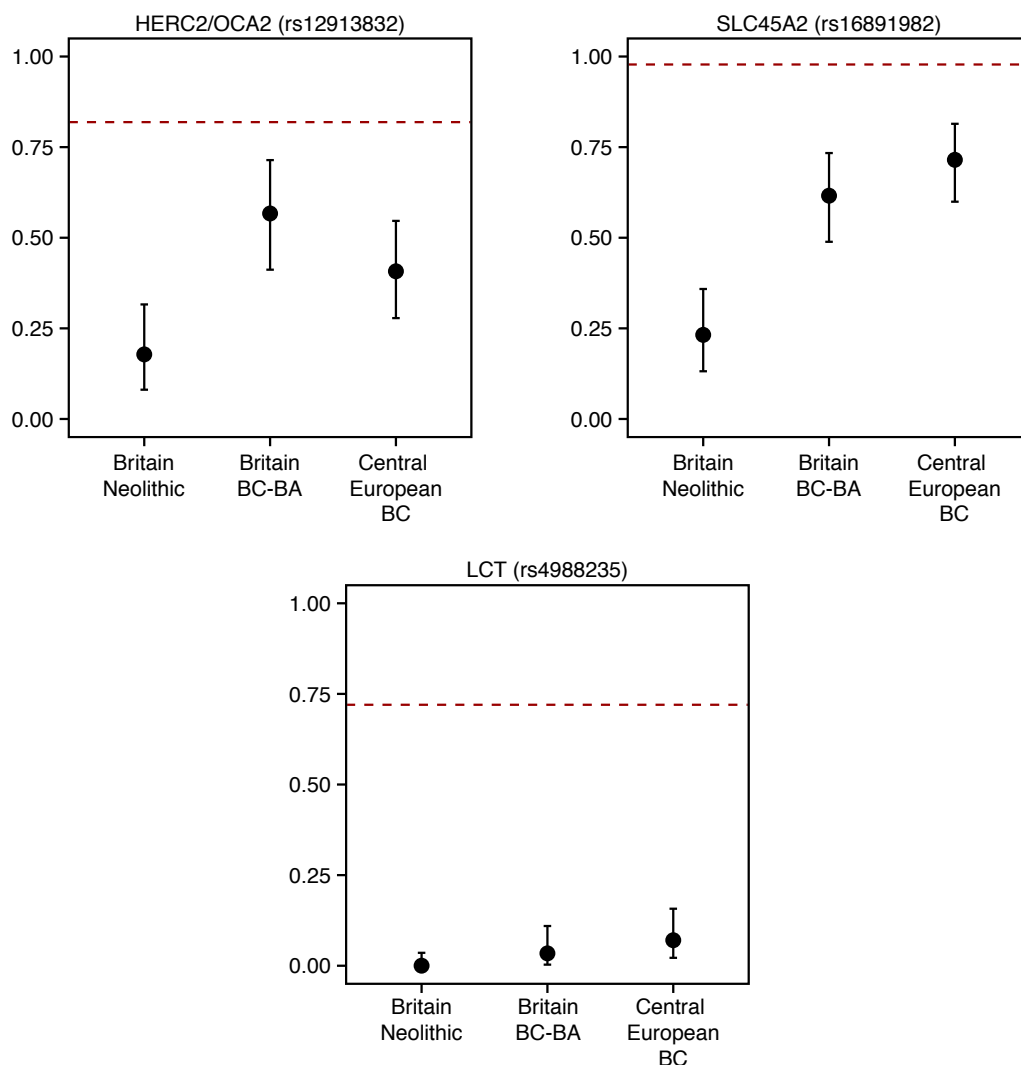 HERC2/OCA2 (rs12913832)
1.00
0.75
0.50
0.25
0.00
Britain
Neolithic
Britain
BC-BA
Central
European
BC
SLC45A2 (rs16891982)
1.00
0.75
0.50
0.25
0.00
Britain
Neolithic
Britain
BC-BA
Central
European
BC
LCT (rs4988235)
1.00
0.75
0.50
0.25
0.00
Britain
Neolithic
Britain
BC-BA
Central
European
BC